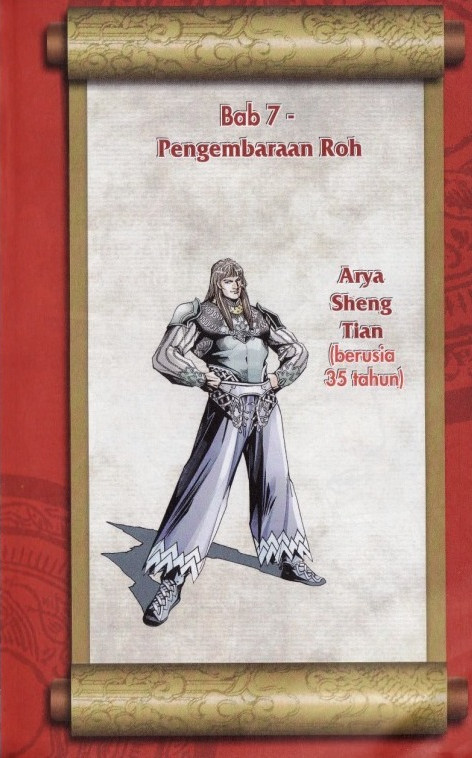 Bab 7 -
Pengembaraan Roh
Arya
Sheng
Tian
(berusia
35 tahun)